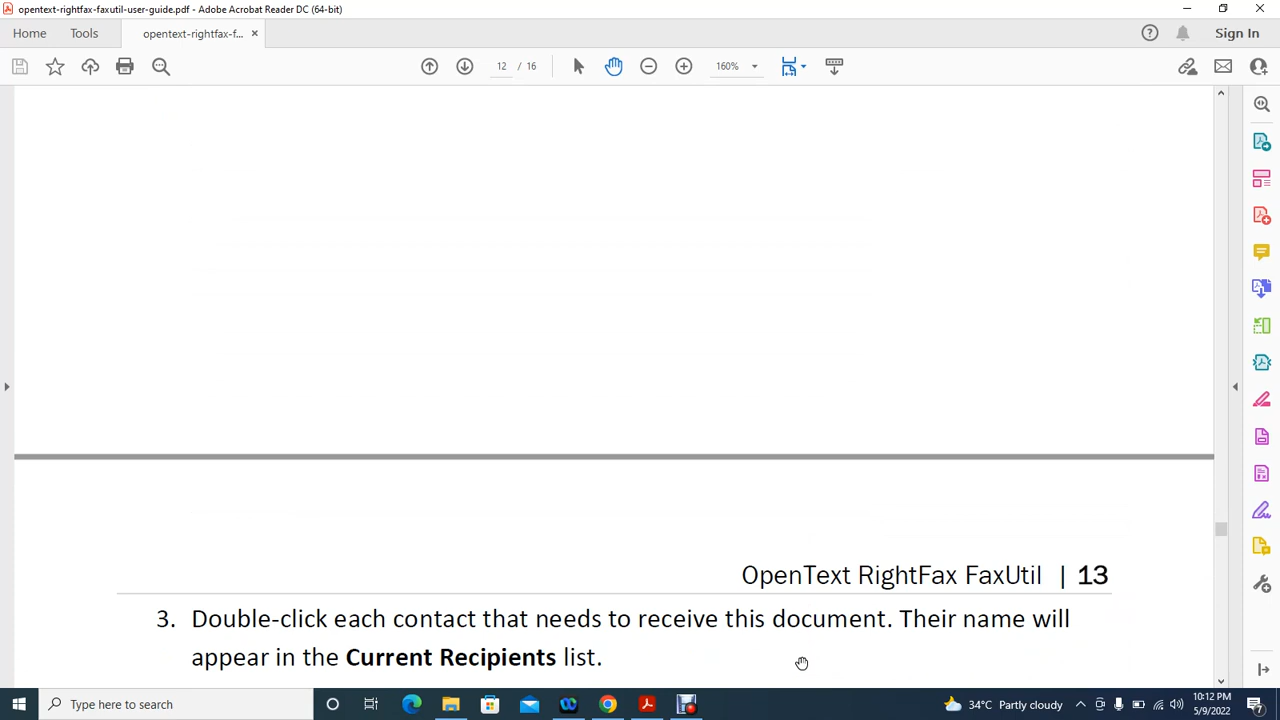 opentext-rightfax-faxutil-user-guide.pdf - Adobe Acrobat Reader DC (64-bit)
Home
Tools
opentext-rightfax-f...
Sign In
12 / 16
160%
OpenText RightFax FaxUtil | 13
3. Double-click each contact that needs to receive this document. Their name will
appear in the Current Recipients list.
Type here to search
34°C Partly cloudy
10:12 PM
5/9/2022
7